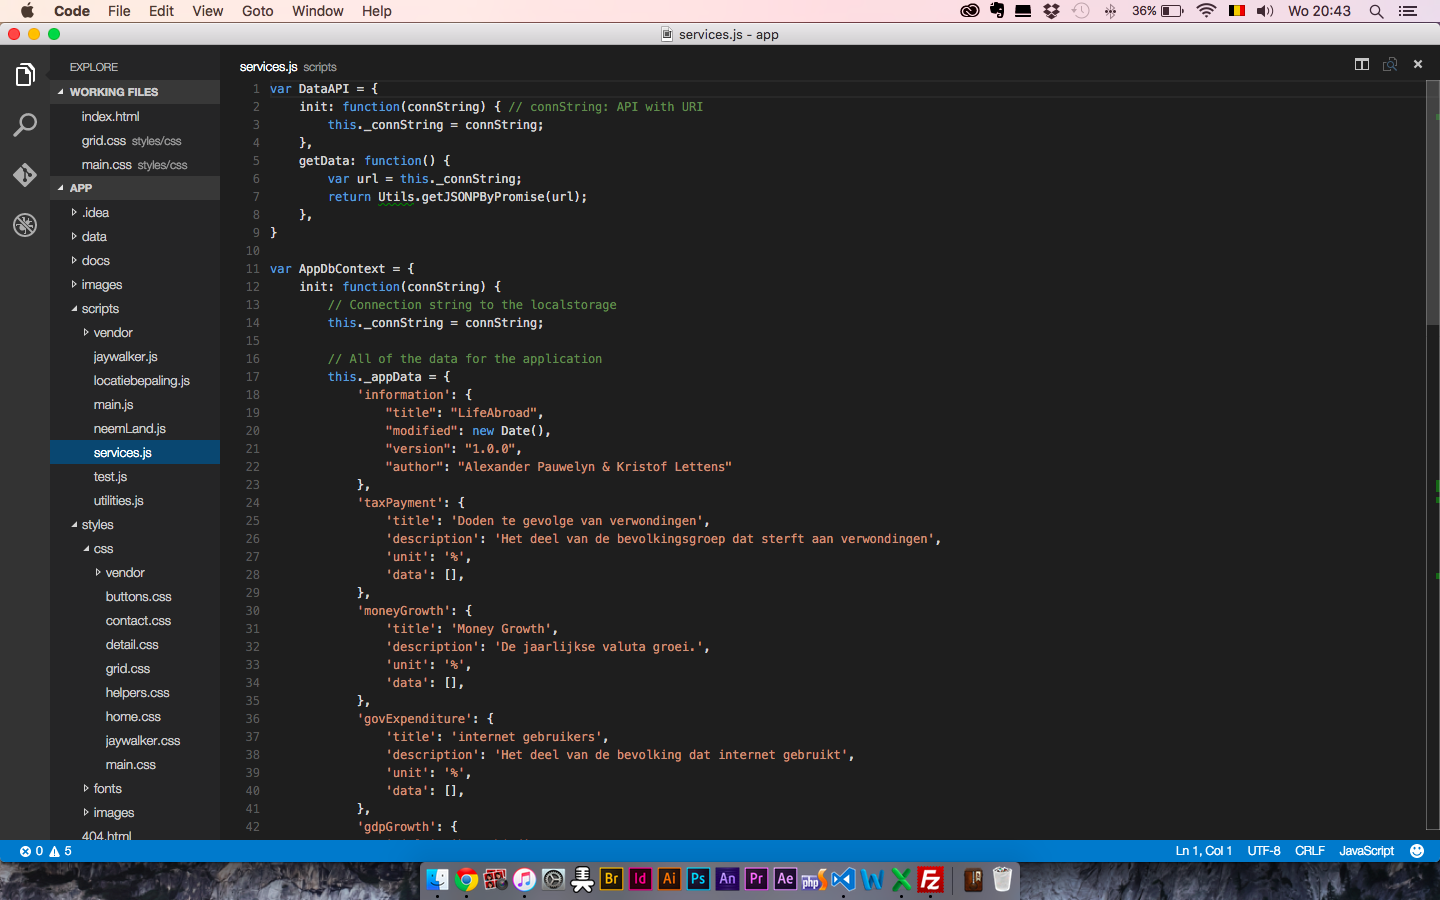 Code File Edit View Goto Window Help
36% Wo 20:43
services.js - app
EXPLORE
WORKING FILES
index.html
grid.css styles/css
main.css styles/css
APP
.idea
data
docs
images
scripts
vendor
jaywalker.js
locatiebepaling.js
main.js
neemLand.js
services.js
test.js
utilities.js
styles
css
vendor
buttons.css
contact.css
detail.css
grid.css
helpers.css
home.css
jaywalker.css
main.css
fonts
images
404.html
services.js scripts
1 var DataAPI = {
2 init: function(connString) { // connString: API with URI
3 this._connString = connString;
4 },
5 getData: function() {
6 var url = this._connString;
7 return Utils.getJSONPByPromise(url);
8 },
9 }
10
11 var AppDbContext = {
12 init: function(connString) {
13 // Connection string to the localstorage
14 this._connString = connString;
15
16 // All of the data for the application
17 this._appData = {
18 'information': {
19 "title": "LifeAbroad",
20 "modified": new Date(),
21 "version": "1.0.0",
22 "author": "Alexander Pauwelyn & Kristof Lettens"
23 },
24 'taxPayment': {
25 'title': 'Doden te gevolge van verwondingen',
26 'description': 'Het deel van de bevolkingsgroep dat sterft aan verwondingen',
27 'unit': '%',
28 'data': [],
29 },
30 'moneyGrowth': {
31 'title': 'Money Growth',
32 'description': 'De jaarlijkse valuta groei.',
33 'unit': '%',
34 'data': [],
35 },
36 'govExpenditure': {
37 'title': 'internet gebruikers',
38 'description': 'Het deel van de bevolking dat internet gebruikt',
39 'unit': '%',
40 'data': [],
41 },
42 'gdpGrowth': {
0 5
Ln 1, Col 1 UTF-8 CRLF JavaScript
Br Id Ai Ps An Pr Ae php W X Fz